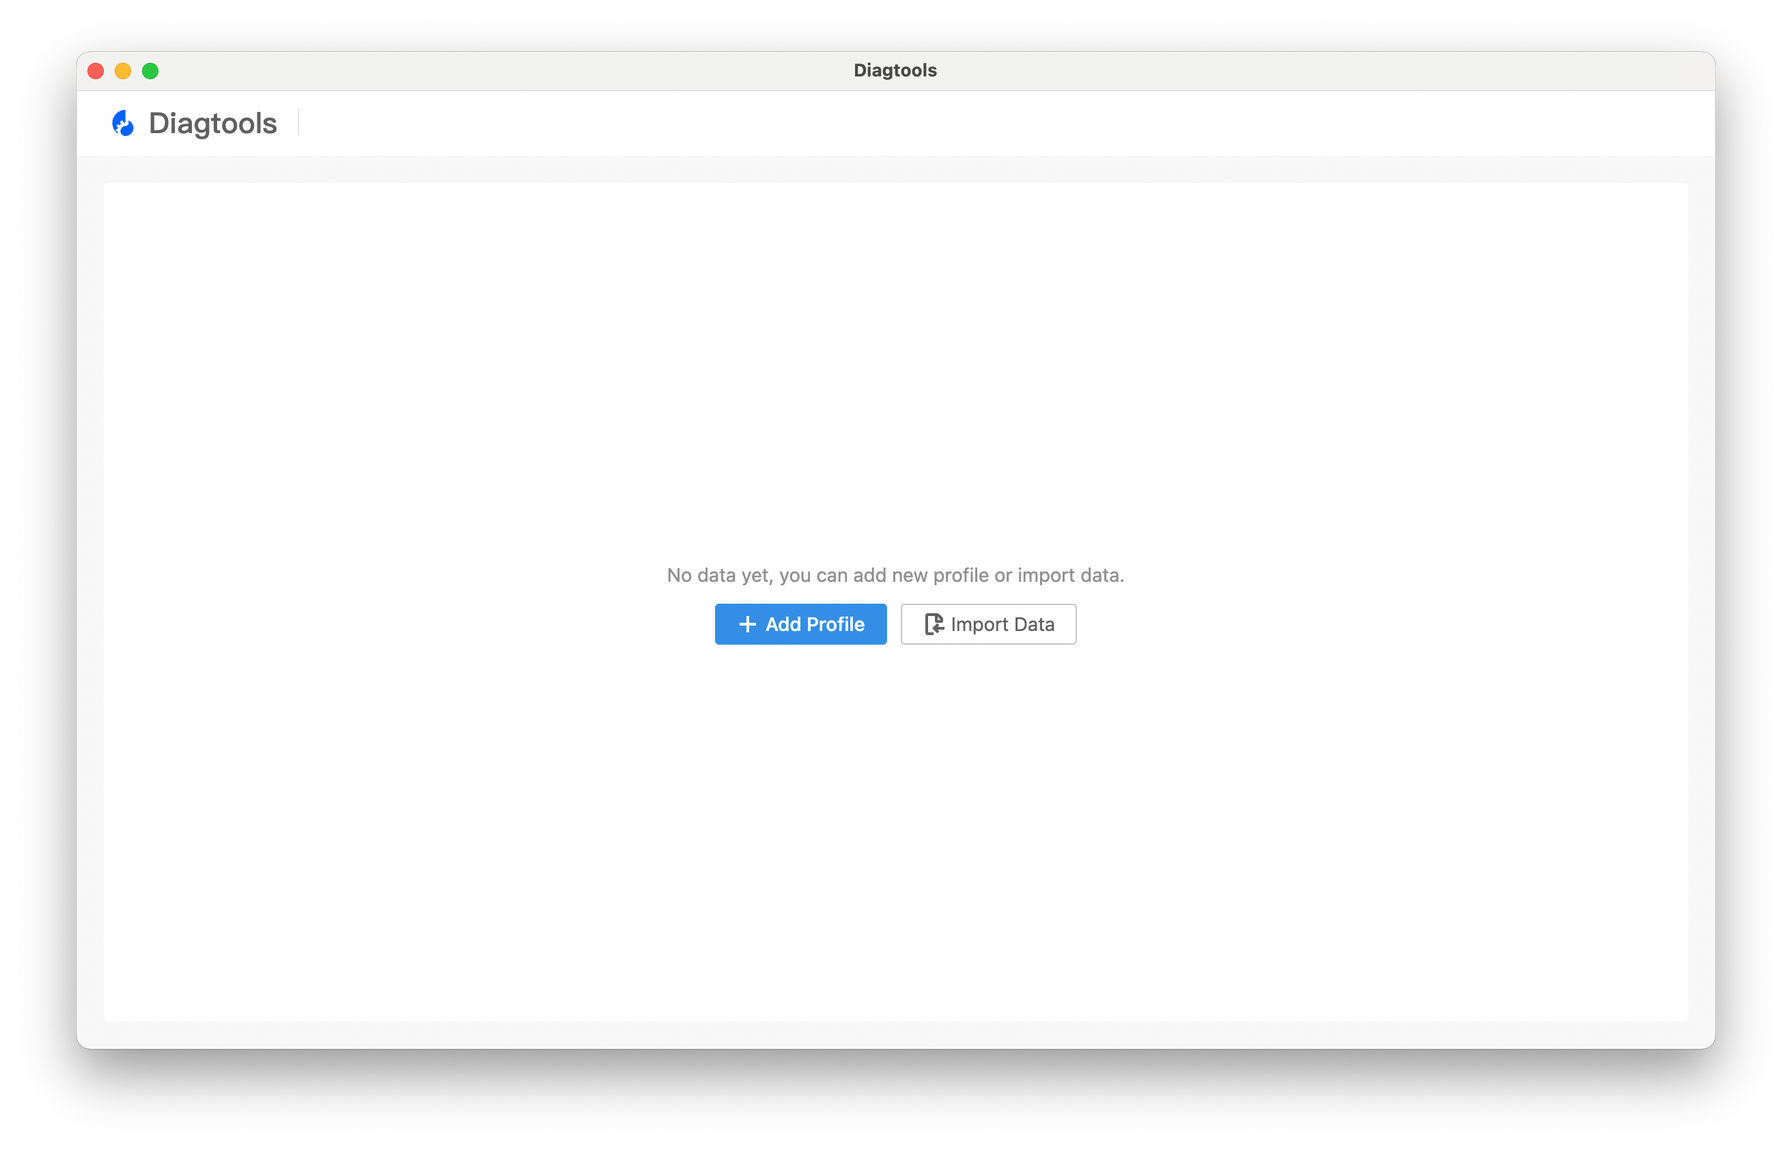 Diagtools
Diagtools
No data yet, you can add new profile or import data.
Add Profile
Import Data